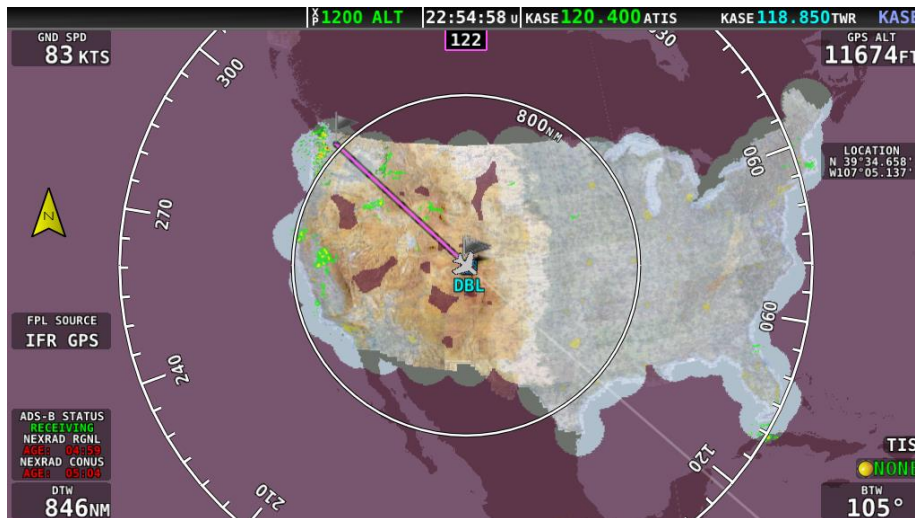 XP 1200 ALT 22:54:58 U KASE 120.400 ATIS KASE 118.850 TWR KASE
GND SPD
83 KTS
122
GPS ALT
11674FT
300
030
800NM
060
LOCATION
N 39°34.658'
W107°05.137'
270
DBL
FPL SOURCE
IFR GPS
090
240
ADS-B STATUS
RECEIVING
NEXRAD RGNL
AGE: 04:59
NEXRAD CONUS
AGE: 05:04
TIS
NONE
120
210
DTW
846NM
BTW
105°
N